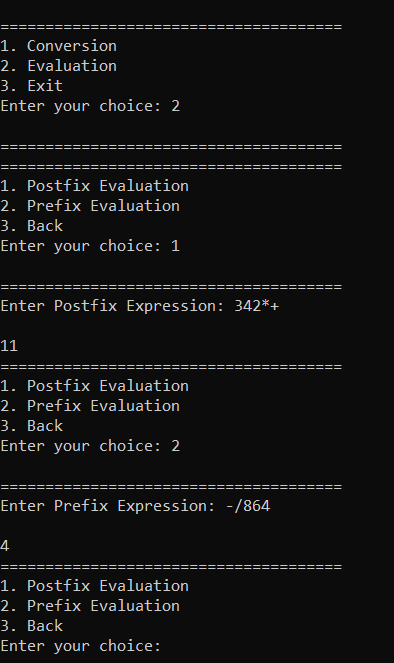 ======================================
1. Conversion
2. Evaluation
3. Exit
Enter your choice: 2
======================================
======================================
1. Postfix Evaluation
2. Prefix Evaluation
3. Back
Enter your choice: 1
======================================
Enter Postfix Expression: 342*+
11
======================================
1. Postfix Evaluation
2. Prefix Evaluation
3. Back
Enter your choice: 2
======================================
Enter Prefix Expression: -/864
4
======================================
1. Postfix Evaluation
2. Prefix Evaluation
3. Back
Enter your choice: